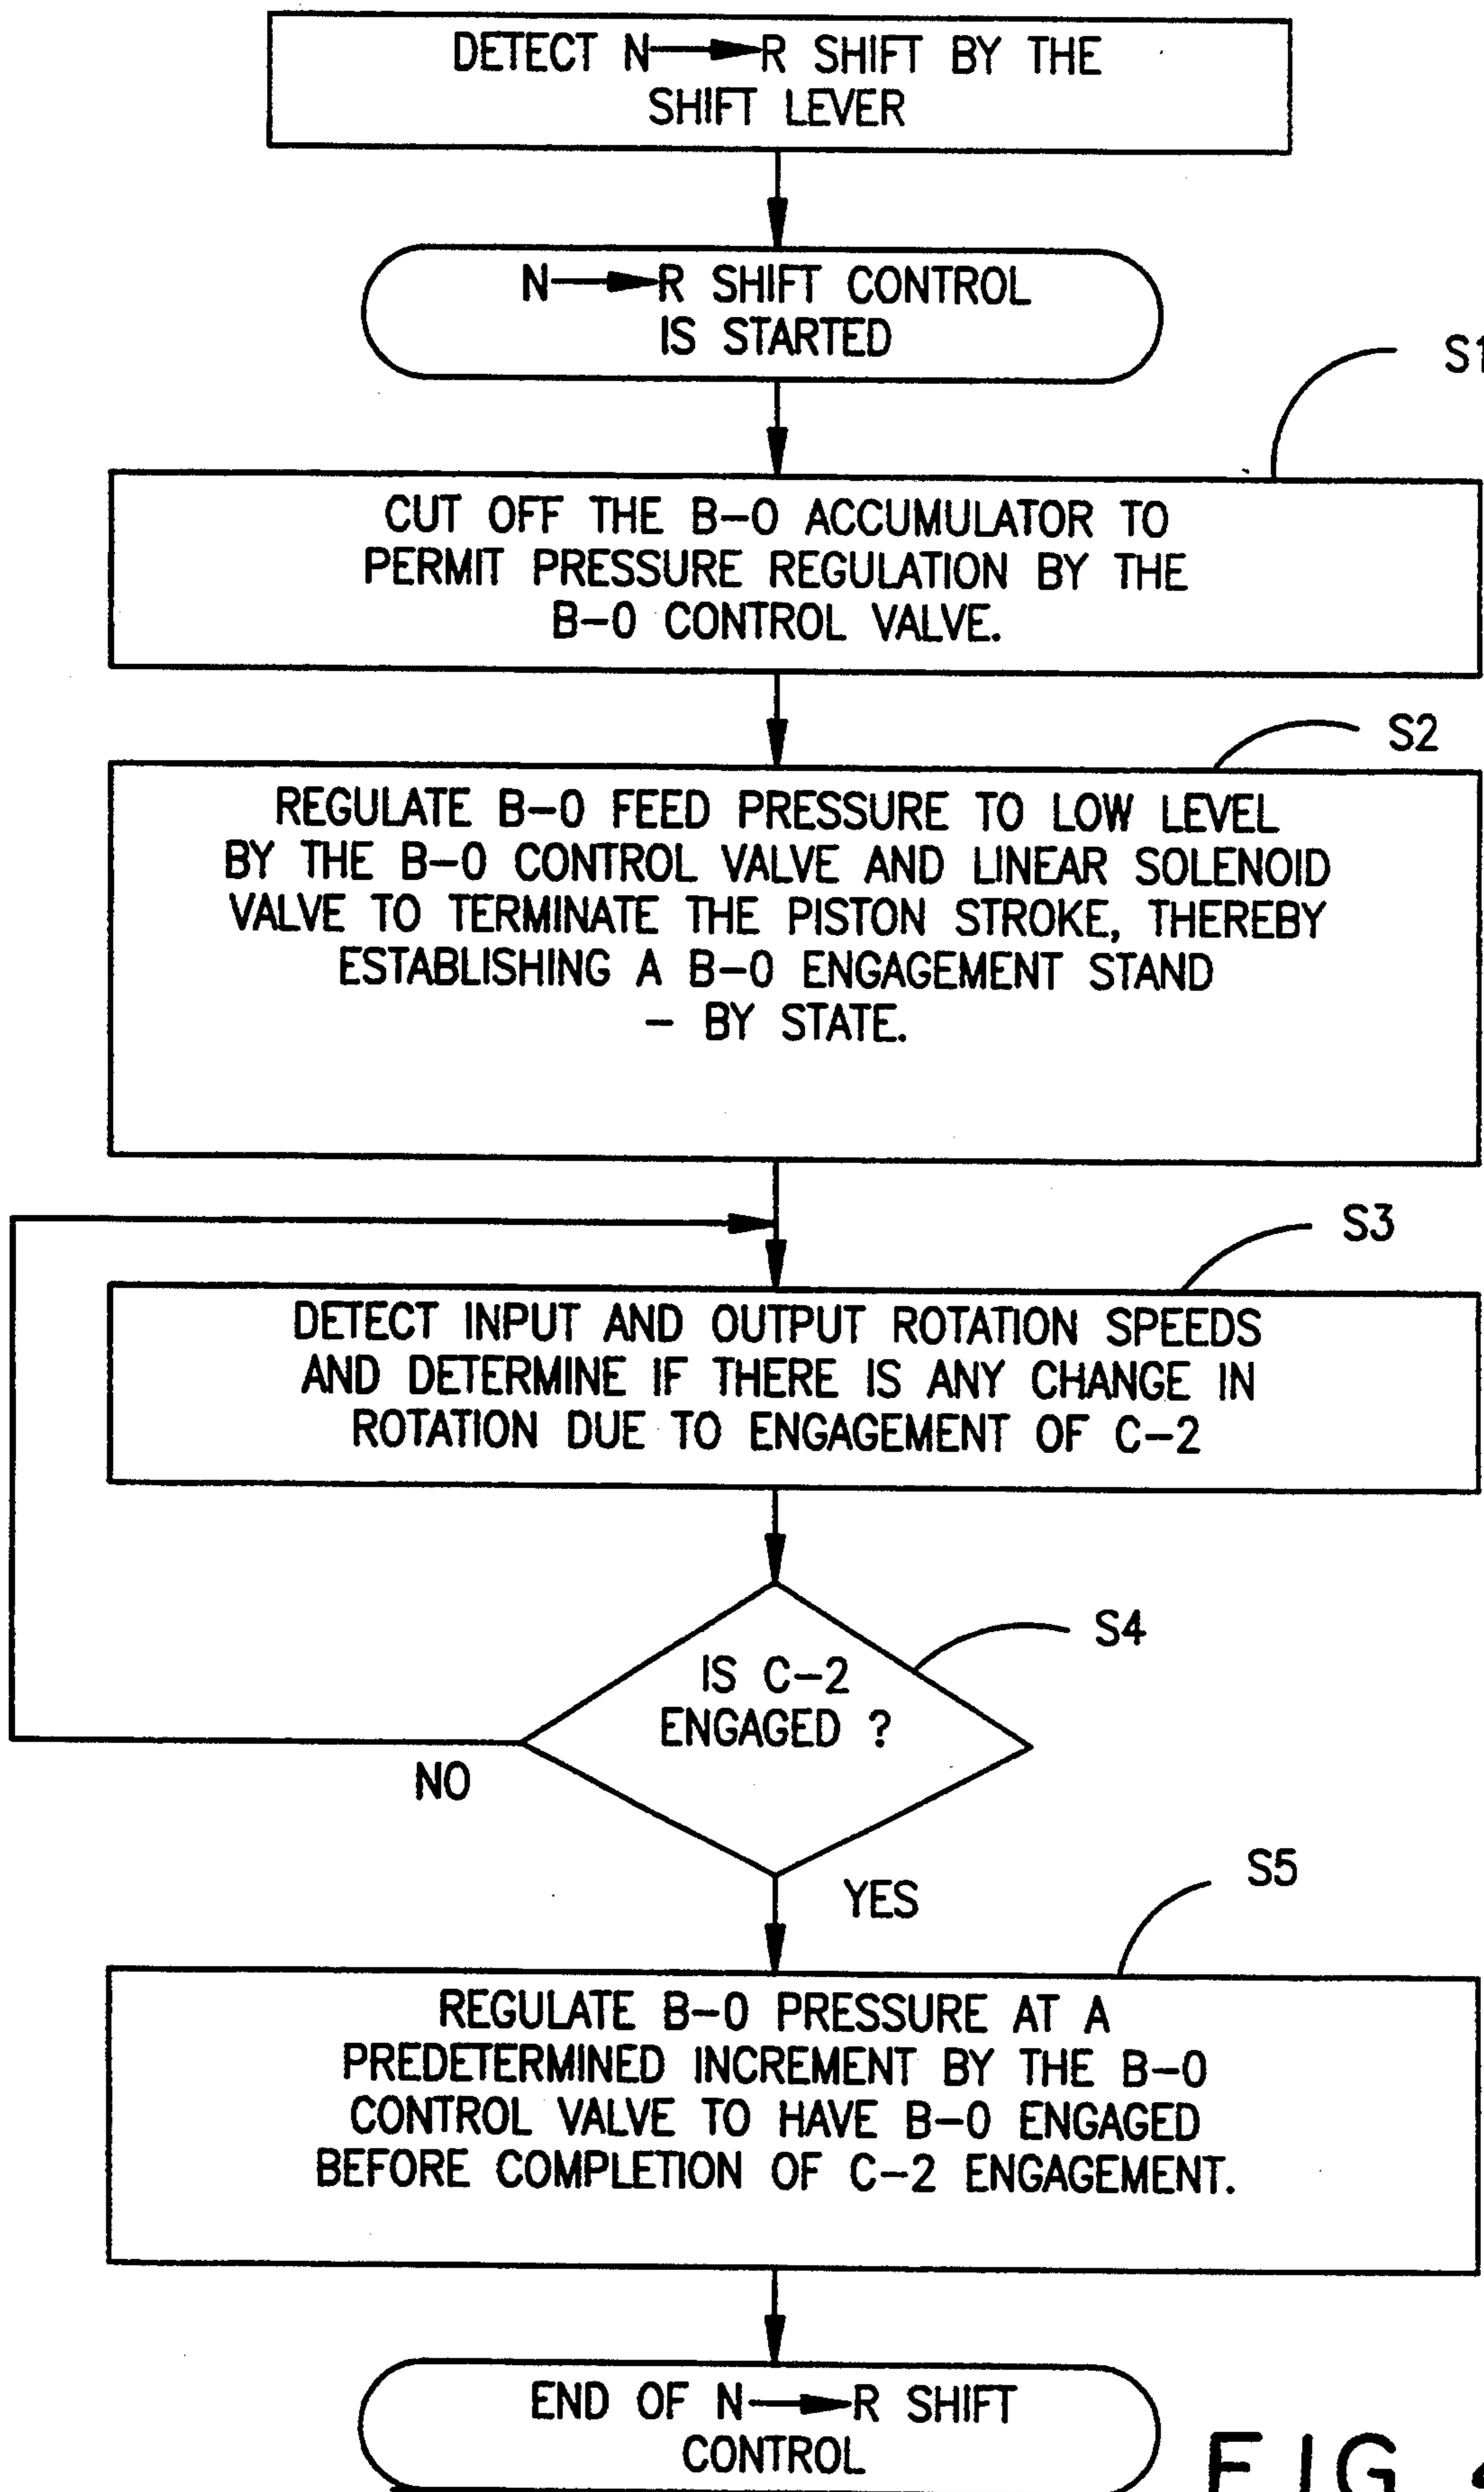 DETECT N→R SHIFT BY THE
SHIFT LEVER
N→R SHIFT CONTROL
IS STARTED
S1
CUT OFF THE B-0 ACCUMULATOR TO
PERMIT PRESSURE REGULATION BY THE
B-0 CONTROL VALVE.
S2
REGULATE B-0 FEED PRESSURE TO LOW LEVEL
BY THE B-0 CONTROL VALVE AND LINEAR SOLENOID
VALVE TO TERMINATE THE PISTON STROKE, THEREBY
ESTABLISHING A B-0 ENGAGEMENT STAND
- BY STATE.
S3
DETECT INPUT AND OUTPUT ROTATION SPEEDS
AND DETERMINE IF THERE IS ANY CHANGE IN
ROTATION DUE TO ENGAGEMENT OF C-2
S4
IS C-2
ENGAGED ?
NO
YES
S5
REGULATE B-0 PRESSURE AT A
PREDETERMINED INCREMENT BY THE B-0
CONTROL VALVE TO HAVE B-0 ENGAGED
BEFORE COMPLETION OF C-2 ENGAGEMENT.
END OF N→R SHIFT
CONTROL
FIG